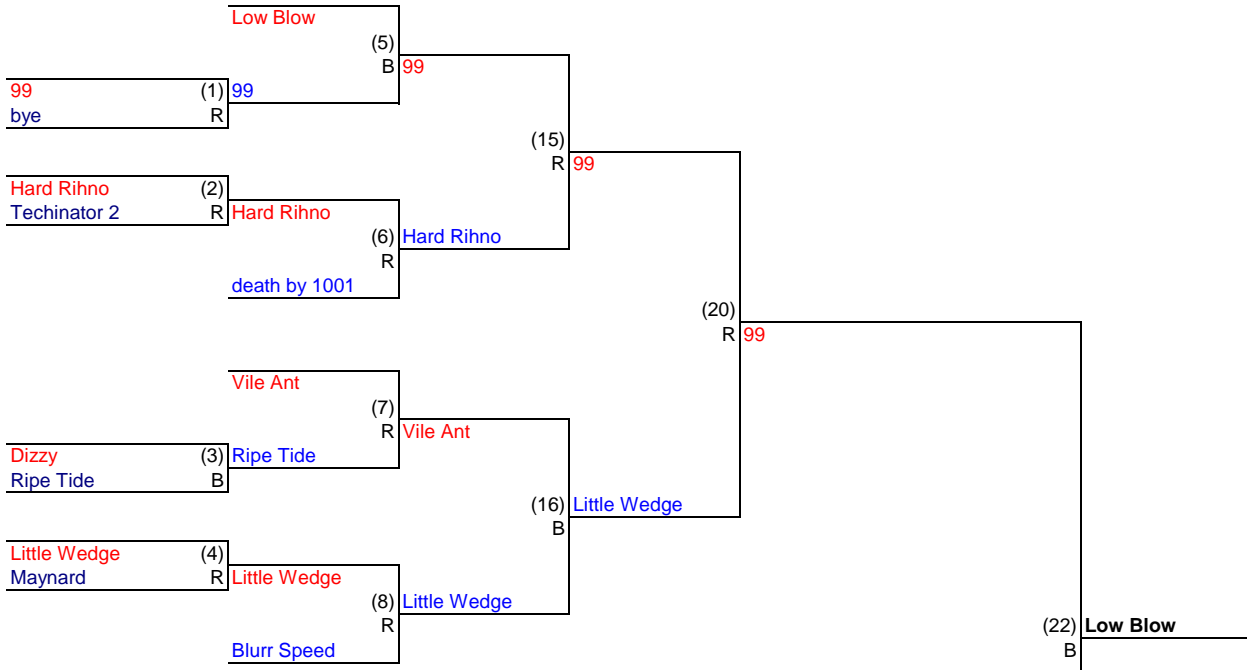 Low Blow
(5)
B 99
99 (1) 99
bye R
(15)
R 99
Hard Rihno (2)
Techinator 2 R Hard Rihno
(6) Hard Rihno
R
death by 1001
(20)
R 99
Vile Ant
(7)
R Vile Ant
Dizzy (3) Ripe Tide
Ripe Tide B
(16) Little Wedge
B
Little Wedge (4)
Maynard R Little Wedge
(8) Little Wedge
R
Blurr Speed
(22) Low Blow
B